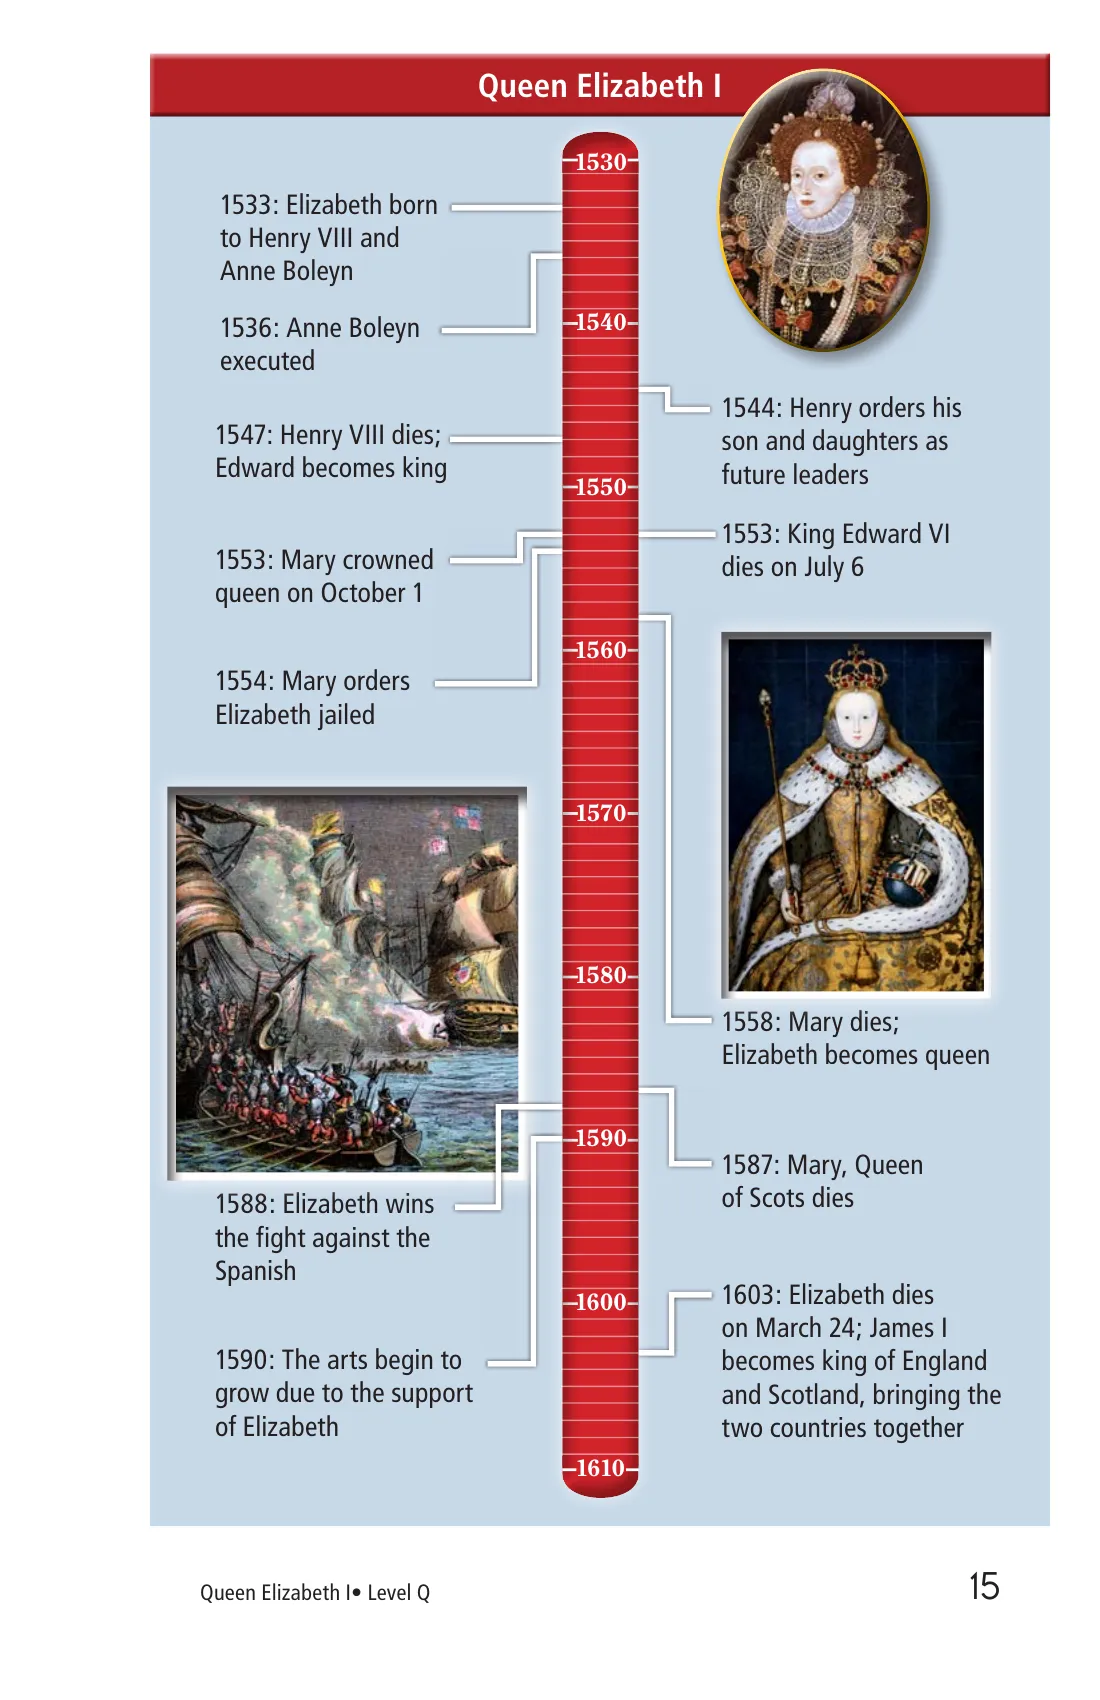 Queen Elizabeth I
1530
1533: Elizabeth born
to Henry VIII and
Anne Boleyn
1536: Anne Boleyn
executed
1540
1544: Henry orders his
son and daughters as
future leaders
1547: Henry VIII dies;
Edward becomes king
1550
1553: King Edward VI
dies on July 6
1553: Mary crowned
queen on October 1
1554: Mary orders
Elizabeth jailed
1560
1570
1580
1558: Mary dies;
Elizabeth becomes queen
1590
1587: Mary, Queen
of Scots dies
1588: Elizabeth wins
the fight against the
Spanish
1600
1603: Elizabeth dies
on March 24; James I
becomes king of England
and Scotland, bringing the
two countries together
1590: The arts begin to
grow due to the support
of Elizabeth
1610
Queen Elizabeth I• Level Q
15